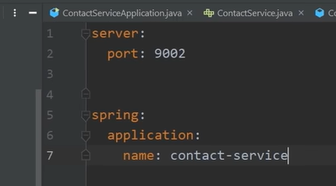 ContactServiceApplication.java ContactService.java
1 server:
2 port: 9002
3
4
5 spring:
6 application:
7 name: contact-service